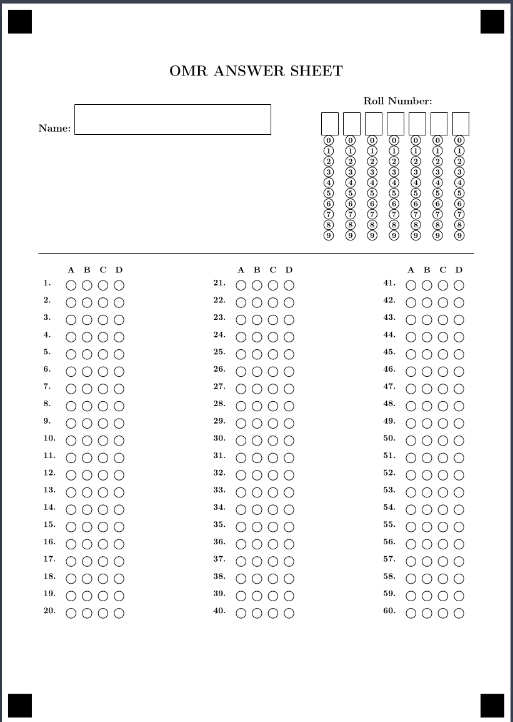 OMR ANSWER SHEET
Roll Number:
Name:
0 0 0 0 0 0 0
1 1 1 1 1 1 1
2 2 2 2 2 2 2
3 3 3 3 3 3 3
4 4 4 4 4 4 4
5 5 5 5 5 5 5
6 6 6 6 6 6 6
7 7 7 7 7 7 7
8 8 8 8 8 8 8
9 9 9 9 9 9 9
A B C D A B C D A B C D
1. 21. 41.
2. 22. 42.
3. 23. 43.
4. 24. 44.
5. 25. 45.
6. 26. 46.
7. 27. 47.
8. 28. 48.
9. 29. 49.
10. 30. 50.
11. 31. 51.
12. 32. 52.
13. 33. 53.
14. 34. 54.
15. 35. 55.
16. 36. 56.
17. 37. 57.
18. 38. 58.
19. 39. 59.
20. 40. 60.